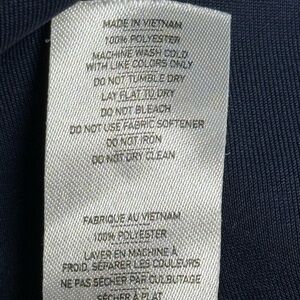 MADE IN VIETNAM
100% POLYESTER
MACHINE WASH COLD
WITH LIKE COLORS ONLY
DO NOT TUMBLE DRY
LAY FLAT TO DRY
DO NOT BLEACH
DO NOT USE FABRIC SOFTENER
DO NOT IRON
DO NOT DRY CLEAN
FABRIQUE AU VIETNAM
100% POLYESTER
LAVER EN MACHINE À
FROID, SÉPARER LES COULEURS
NE PAS SÉCHER PAR CULBUTAGE
SÉCHER À PLAT